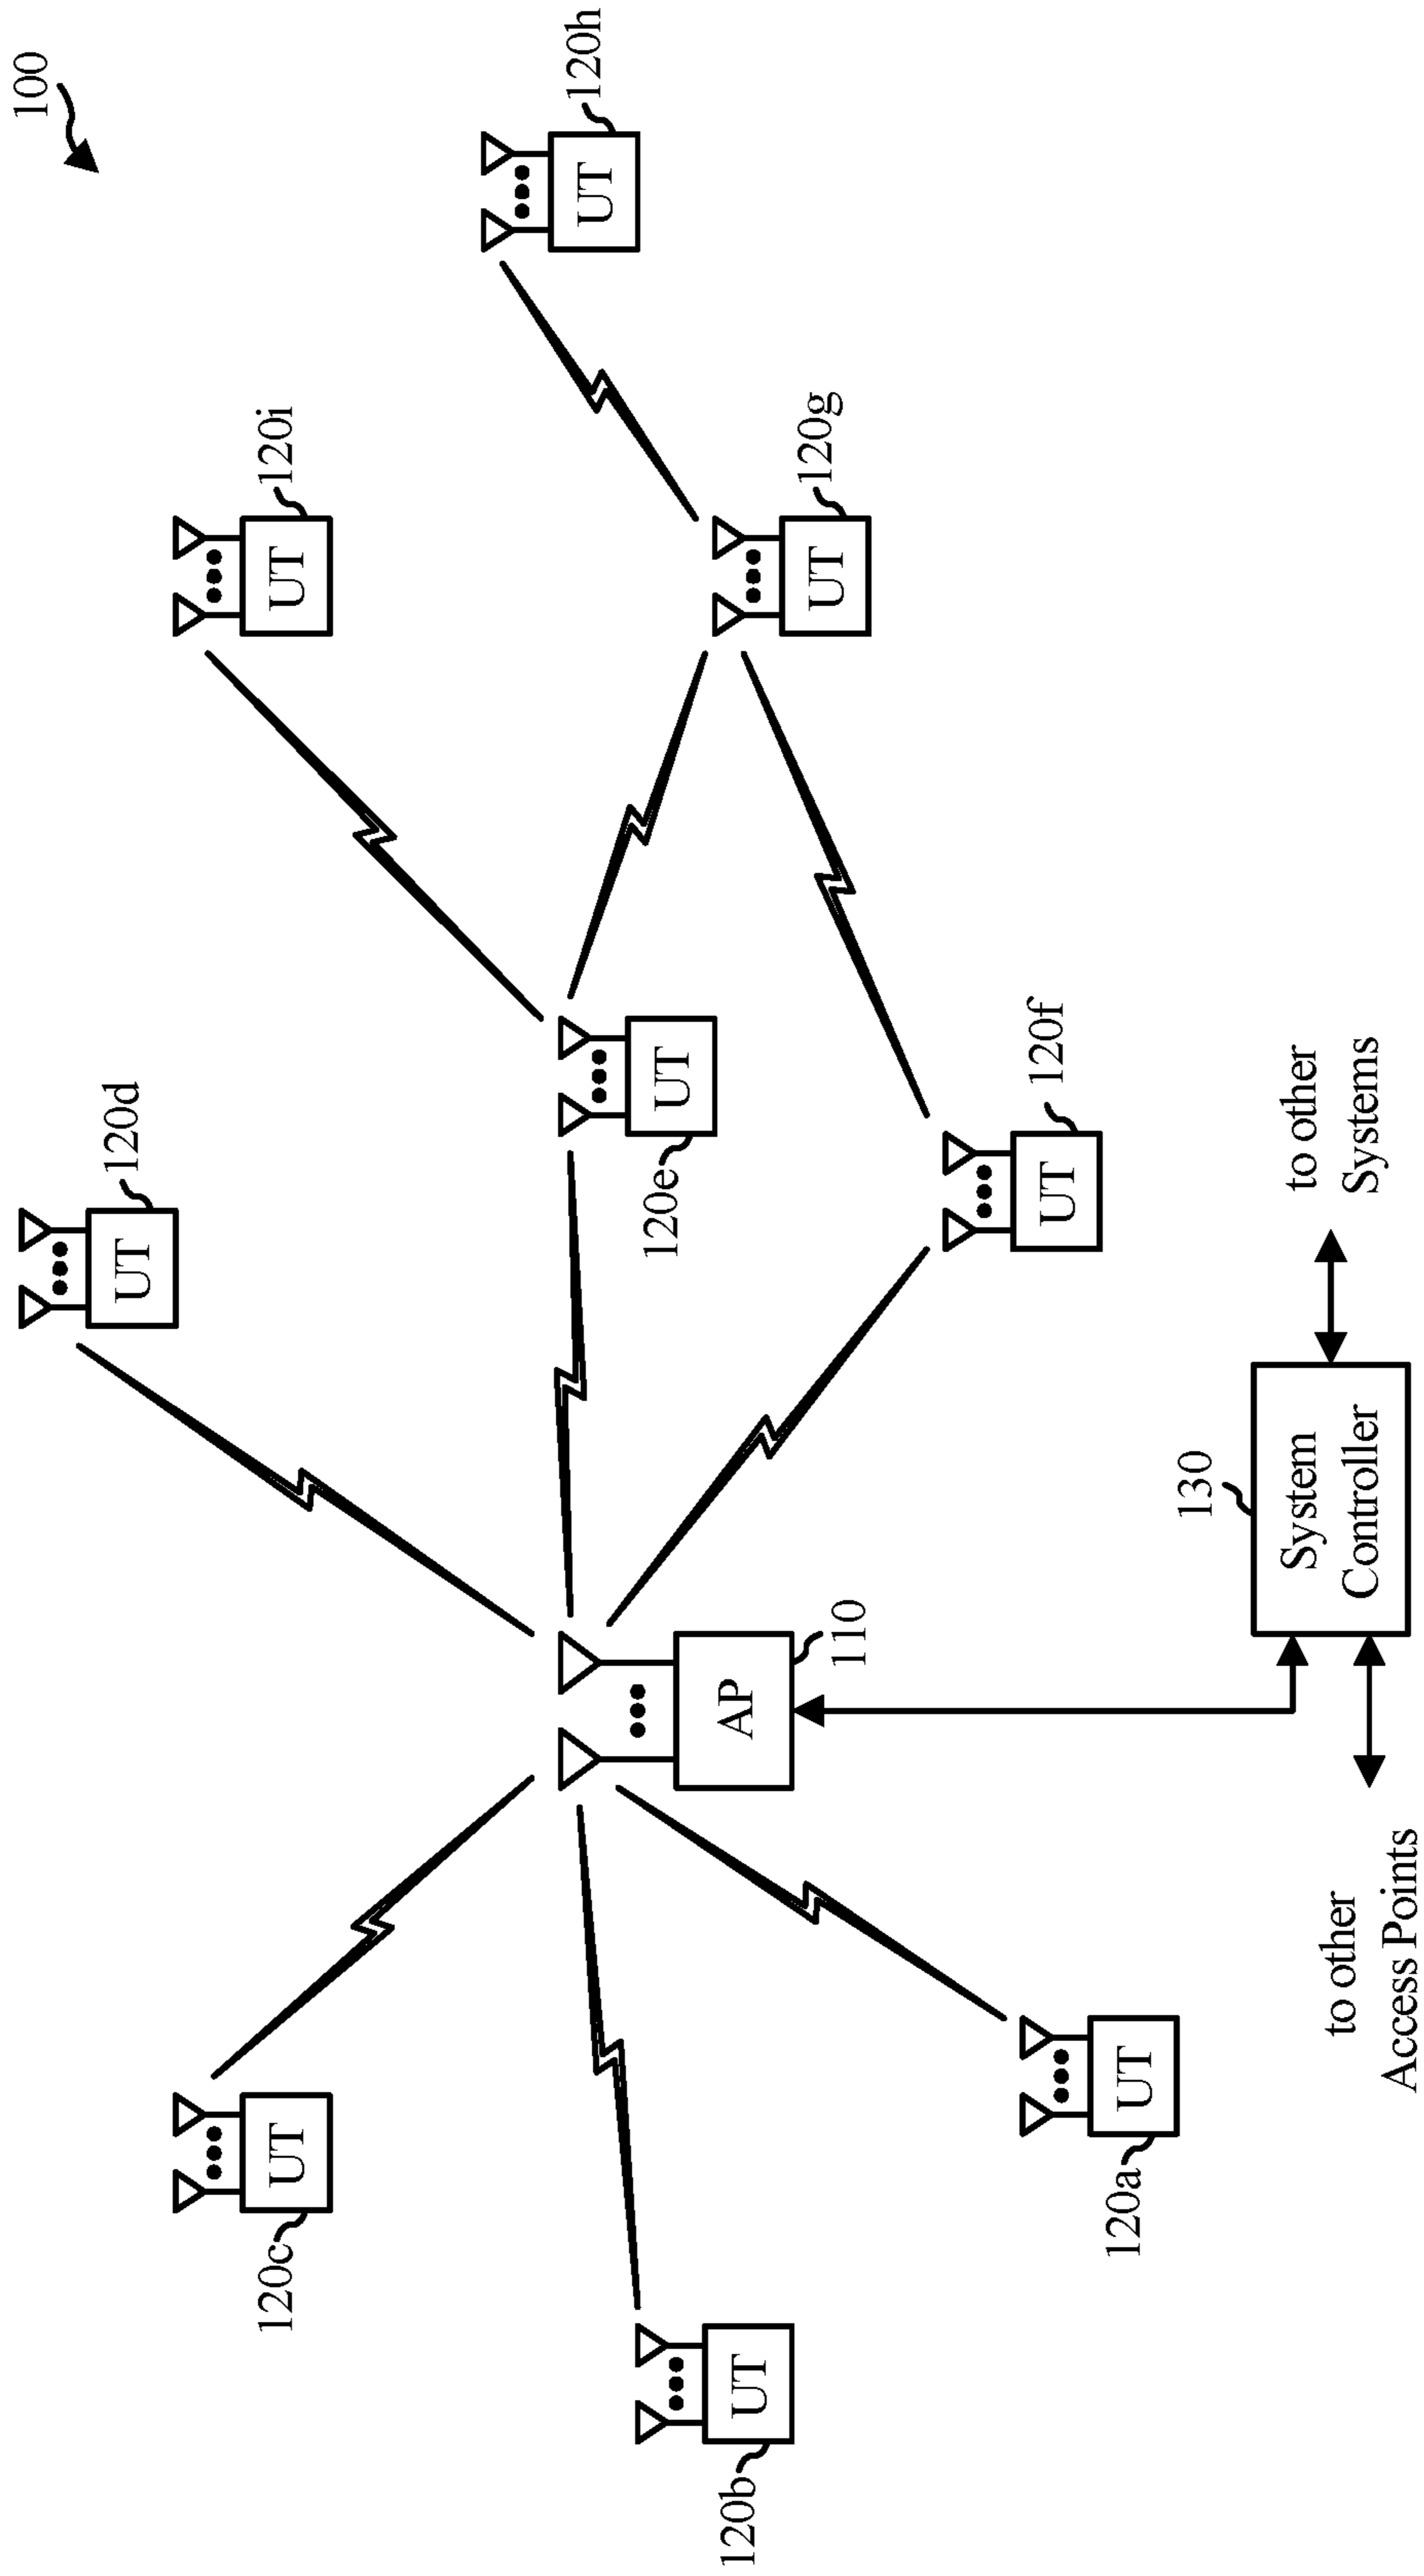 100
120d
UT
120i
UT
120c
UT
120h
UT
120e
UT
120g
UT
120b
UT
AP
110
120f
UT
120a
UT
130
System
Controller
to other
Systems
to other
Access Points